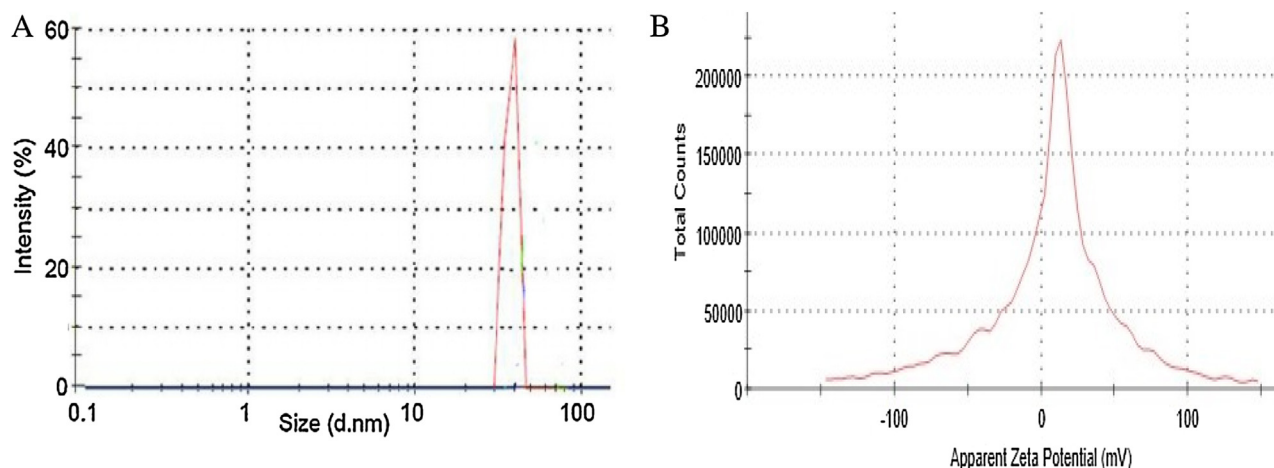 A
60
40
20
0
Intensity (%)
0.1 1 10 100
Size (d.nm)
B
200000
150000
100000
50000
0
Total Counts
-100 0 100
Apparent Zeta Potential (mV)